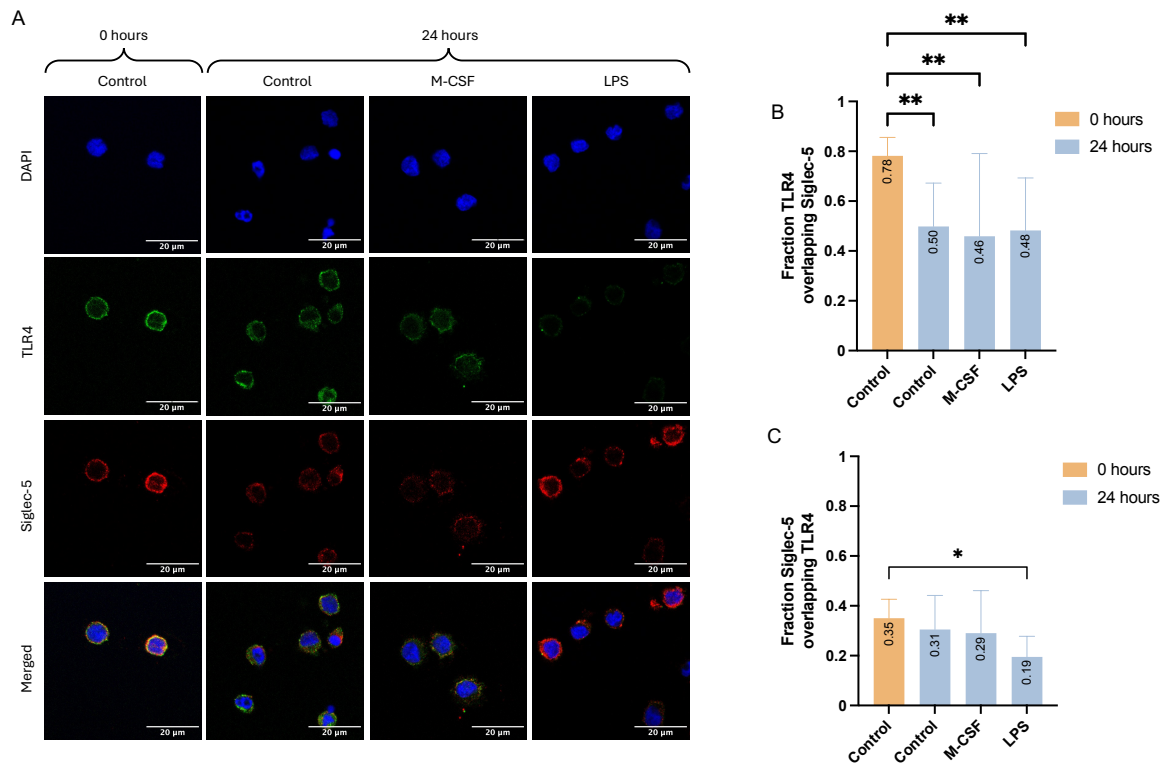 A
0 hours
24 hours
Control
Control
M-CSF
LPS
DAPI
20 µm
20 µm
20 µm
20 µm
TLR4
20 µm
20 µm
20 µm
20 µm
Siglec-5
20 µm
20 µm
20 µm
20 µm
Merged
20 µm
20 µm
20 µm
20 µm
B
**
**
**
Fraction TLR4
overlapping Siglec-5
1
0.8
0.6
0.4
0.2
0
0.78
0.50
0.46
0.48
Control
Control
M-CSF
LPS
0 hours
24 hours
C
*
Fraction Siglec-5
overlapping TLR4
1
0.8
0.6
0.4
0.2
0
0.35
0.31
0.29
0.19
Control
Control
M-CSF
LPS
0 hours
24 hours